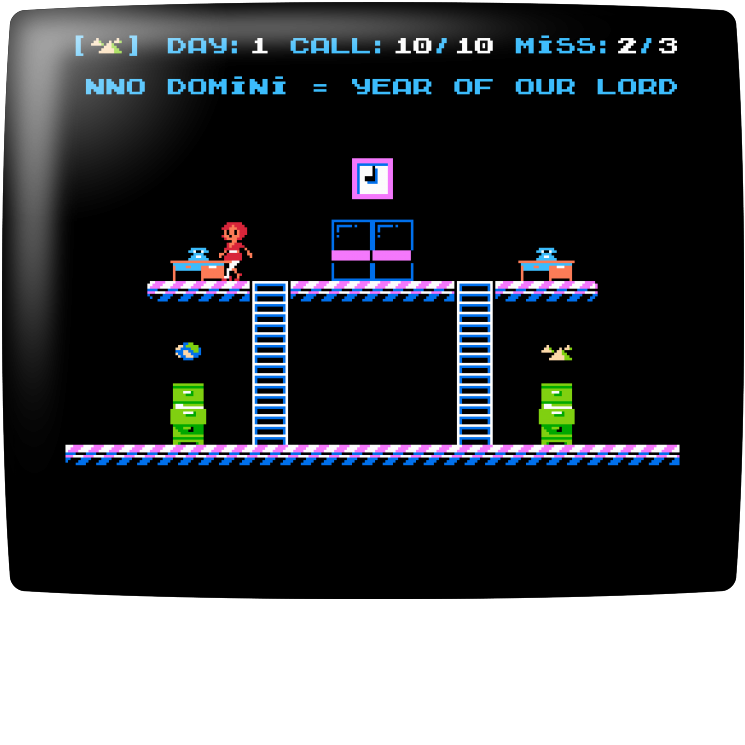 [ ] DAY: 1 CALL: 10/10 MISS: 2/3
NNO DOMINI = YEAR OF OUR LORD